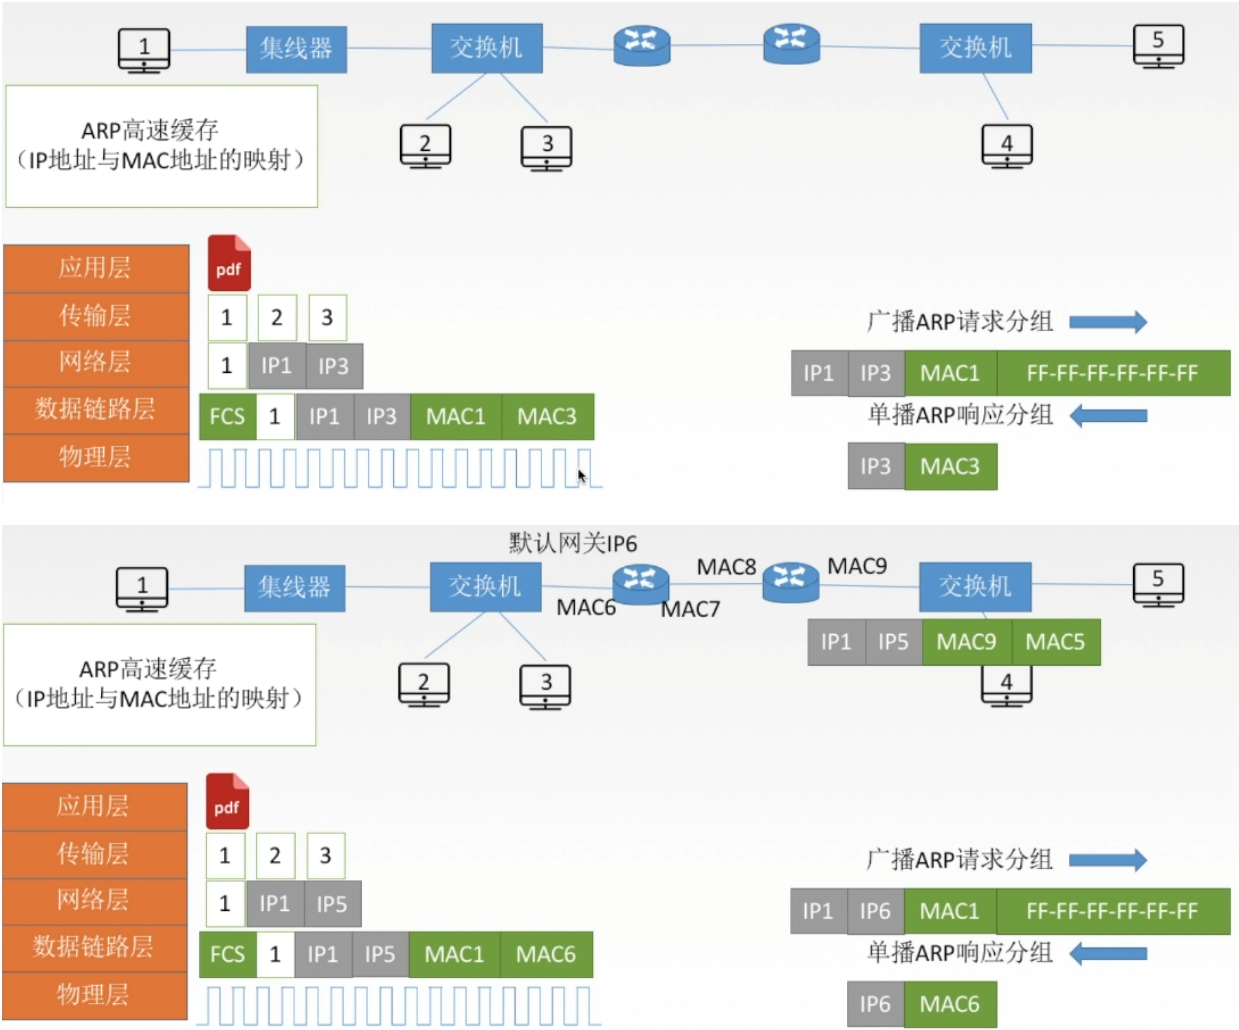 1
集线器
交换机
交换机
5
2
3
4
ARP高速缓存
（IP地址与MAC地址的映射）
应用层
pdf
传输层
1 2 3
网络层
1 IP1 IP3
数据链路层
FCS 1 IP1 IP3 MAC1 MAC3
物理层
广播ARP请求分组
IP1 IP3 MAC1 FF-FF-FF-FF-FF-FF
单播ARP响应分组
IP3 MAC3
默认网关IP6
1
集线器
交换机
MAC6
MAC7
MAC8
MAC9
交换机
5
IP1 IP5 MAC9 MAC5
2
3
4
ARP高速缓存
（IP地址与MAC地址的映射）
应用层
pdf
传输层
1 2 3
网络层
1 IP1 IP5
数据链路层
FCS 1 IP1 IP5 MAC1 MAC6
物理层
广播ARP请求分组
IP1 IP6 MAC1 FF-FF-FF-FF-FF-FF
单播ARP响应分组
IP6 MAC6